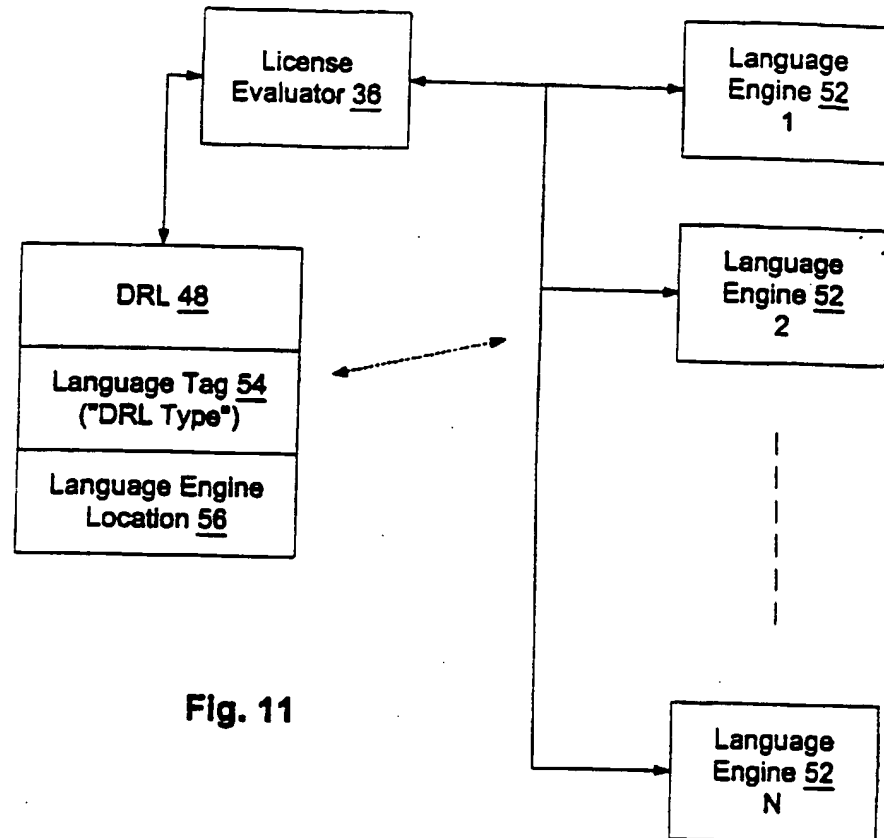 License
Evaluator 36
Language
Engine 52
1
DRL 48
Language Tag 54
("DRL Type")
Language Engine
Location 56
Language
Engine 52
2
Language
Engine 52
N
Fig. 11